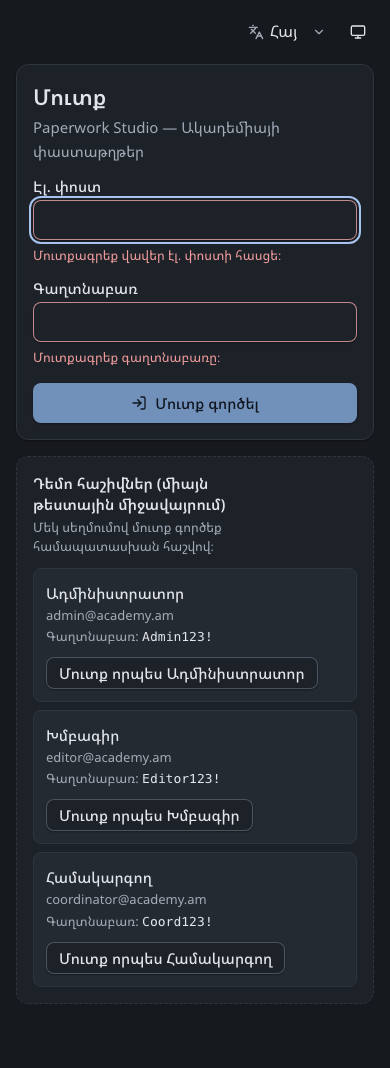 Հայ
Մուտք
Paperwork Studio — Ակադեմիայի
փաստաթղթեր
Էլ. փոստ
Մուտքագրեք վավեր էլ. փոստի հասցե։
Գաղտնաբառ
Մուտքագրեք գաղտնաբառը։
Մուտք գործել
Դեմո հաշիվներ (միայն
թեստային միջավայրում)
Մեկ սեղմումով մուտք գործեք
համապատասխան հաշվով։
Ադմինիստրատոր
admin@academy.am
Գաղտնաբառ: Admin123!
Մուտք որպես Ադմինիստրատոր
Խմբագիր
editor@academy.am
Գաղտնաբառ: Editor123!
Մուտք որպես Խմբագիր
Համակարգող
coordinator@academy.am
Գաղտնաբառ: Coord123!
Մուտք որպես Համակարգող